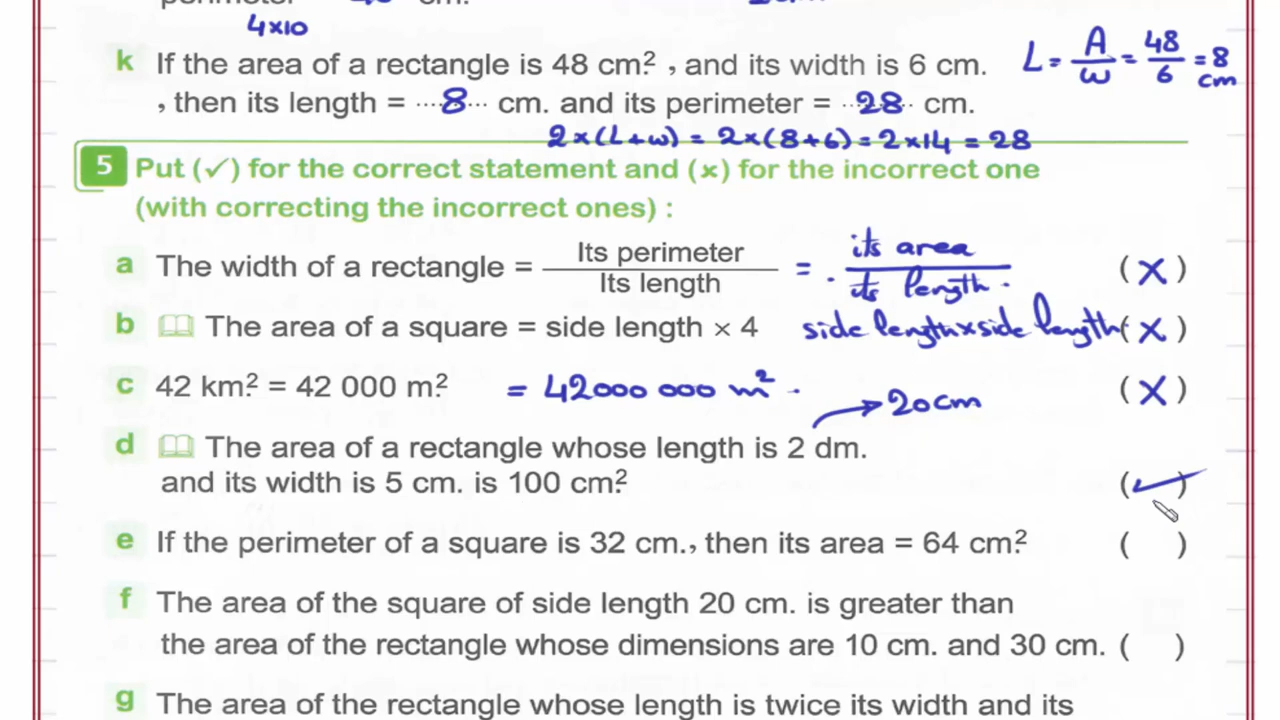 perimeter cm.
4x10
k If the area of a rectangle is 48 cm², and its width is 6 cm. L = A/w = 48/6 = 8 cm
, then its length = ...8... cm. and its perimeter = ..28.. cm.
2x(L+w) = 2x(8+6) = 2x14 = 28
5 Put (✓) for the correct statement and (×) for the incorrect one
(with correcting the incorrect ones) :
a The width of a rectangle = Its perimeter / Its length = its area / its length. (X)
b The area of a square = side length × 4 side length x side length (X)
c 42 km² = 42 000 m² = 42000 000 m². (X)
→ 20cm
d The area of a rectangle whose length is 2 dm.
and its width is 5 cm. is 100 cm² (✓)
e If the perimeter of a square is 32 cm., then its area = 64 cm² ( )
f The area of the square of side length 20 cm. is greater than
the area of the rectangle whose dimensions are 10 cm. and 30 cm. ( )
g The area of the rectangle whose length is twice its width and its